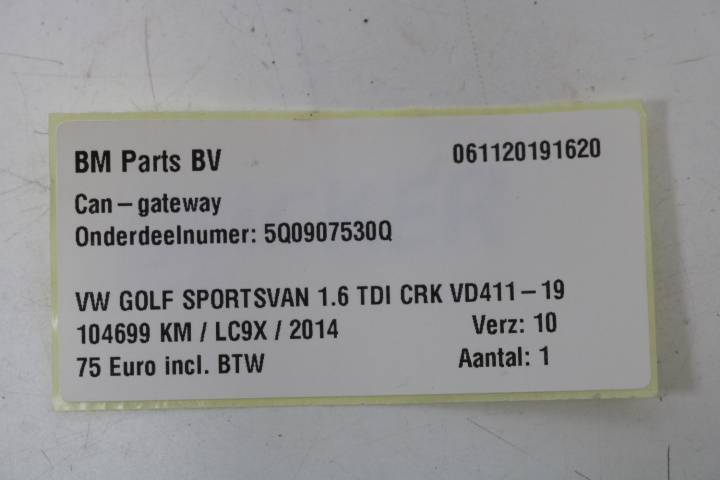 BM Parts BV 061120191620
Can-gateway
Onderdeelnumer: 5Q0907530Q
VW GOLF SPORTSVAN 1.6 TDI CRK VD411-19
104699 KM / LC9X / 2014 Verz: 10
75 Euro incl. BTW Aantal: 1